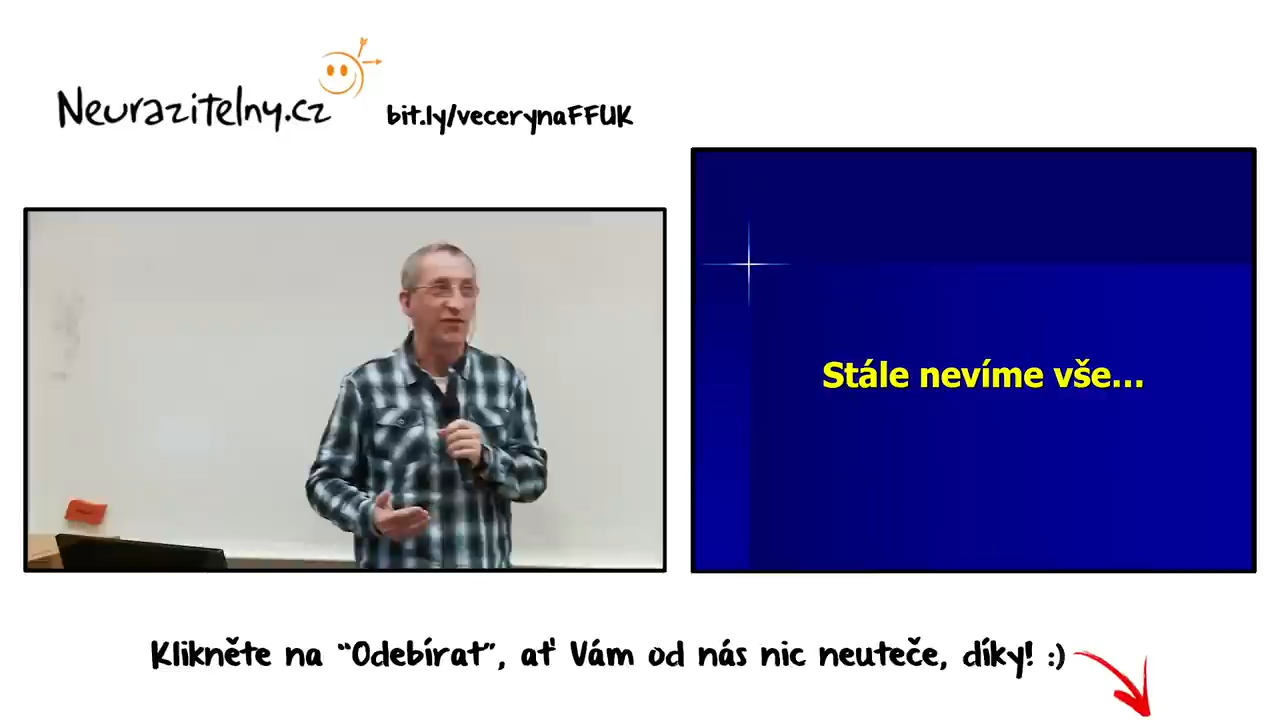 Neurazitelny.cz
bit.ly/vecerynaFFUK
Stále nevíme vše...
Klikněte na “Odebírat”, ať Vám od nás nic neuteče, díky! :)